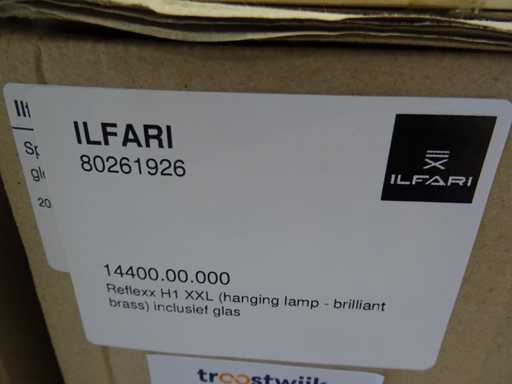 ILFARI
80261926
ILFARI
14400.00.000
Reflexx H1 XXL (hanging lamp - brilliant
brass) inclusief glas
troostwijk